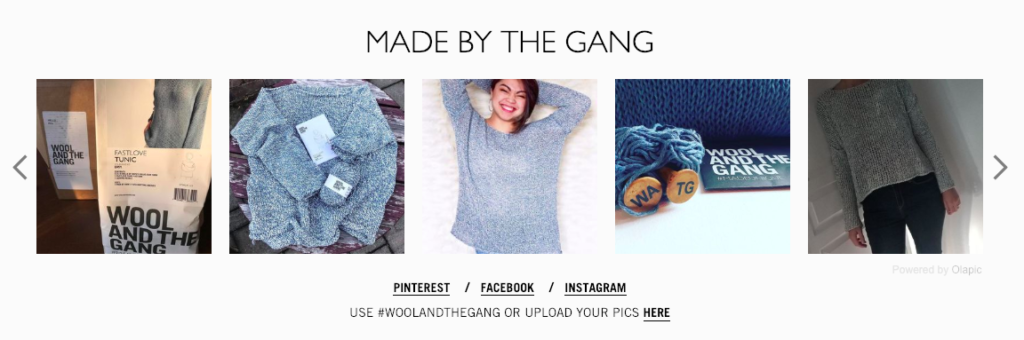 MADE BY THE GANG
WOOL
AND THE
GANG
FASTLOVE
TUNIC
WOOL
AND THE
GANG
WOOL
AND THE
GANG
WA TG
Powered by Olapic
PINTEREST / FACEBOOK / INSTAGRAM
USE #WOOLANDTHEGANG OR UPLOAD YOUR PICS HERE